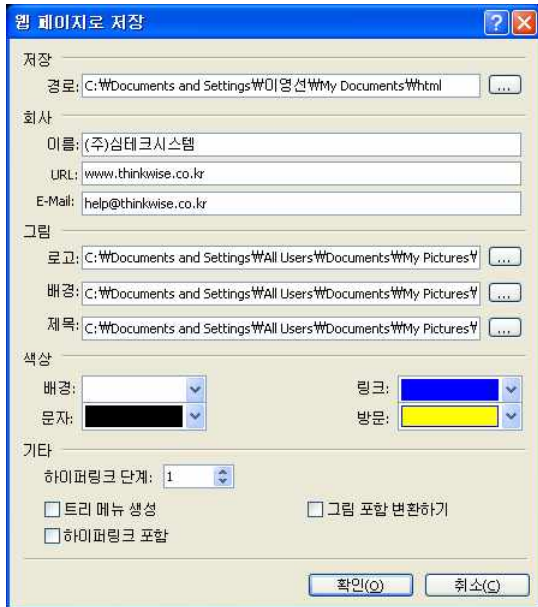 웹 페이지로 저장
저장
경로: C:₩Documents and Settings₩이영선₩My Documents₩html ...
회사
이름: (주)심테크시스템
URL: www.thinkwise.co.kr
E-Mail: help@thinkwise.co.kr
그림
로고: C:₩Documents and Settings₩All Users₩Documents₩My Pictures₩ ...
배경: C:₩Documents and Settings₩All Users₩Documents₩My Pictures₩ ...
제목: C:₩Documents and Settings₩All Users₩Documents₩My Pictures₩ ...
색상
배경: 링크:
문자: 방문:
기타
하이퍼링크 단계: 1
트리 메뉴 생성 그림 포함 변환하기
하이퍼링크 포함
확인(O) 취소(C)